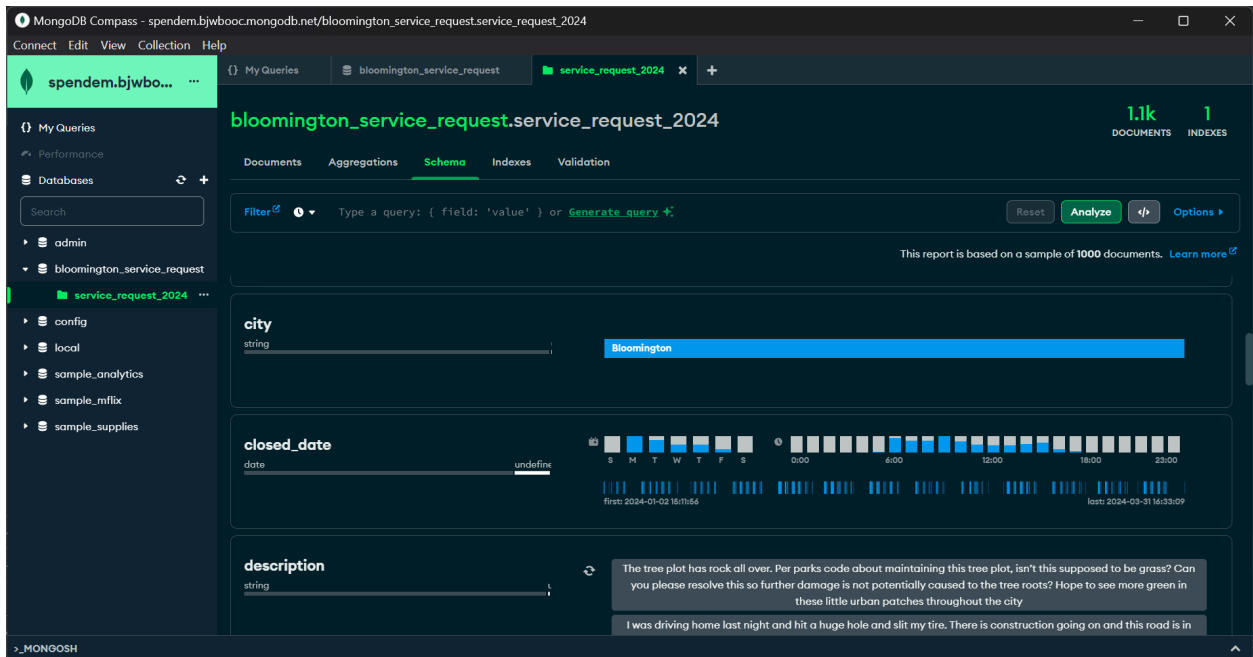 MongoDB Compass - spendem.bjwbooc.mongodb.net/bloomington_service_request.service_request_2024
Connect Edit View Collection Help
spendem.bjwbo... ...
{} My Queries
Performance
Databases
Search
admin
bloomington_service_request
service_request_2024 ...
config
local
sample_analytics
sample_mflix
sample_supplies
{} My Queries bloomington_service_request service_request_2024
bloomington_service_request.service_request_2024
1.1k 1
DOCUMENTS INDEXES
Documents Aggregations Schema Indexes Validation
Filter Type a query: { field: 'value' } or Generate query Reset Analyze </> Options
This report is based on a sample of 1000 documents. Learn more
city
string
Bloomington
closed_date
date undefine
S M T W T F S 0:00 6:00 12:00 18:00 23:00
first: 2024-01-02 15:11:56 last: 2024-03-31 16:33:09
description
string
The tree plot has rock all over. Per parks code about maintaining this tree plot, isn't this supposed to be grass? Can
you please resolve this so further damage is not potentially caused to the tree roots? Hope to see more green in
these little urban patches throughout the city
I was driving home last night and hit a huge hole and slit my tire. There is construction going on and this road is in
>_MONGOSH